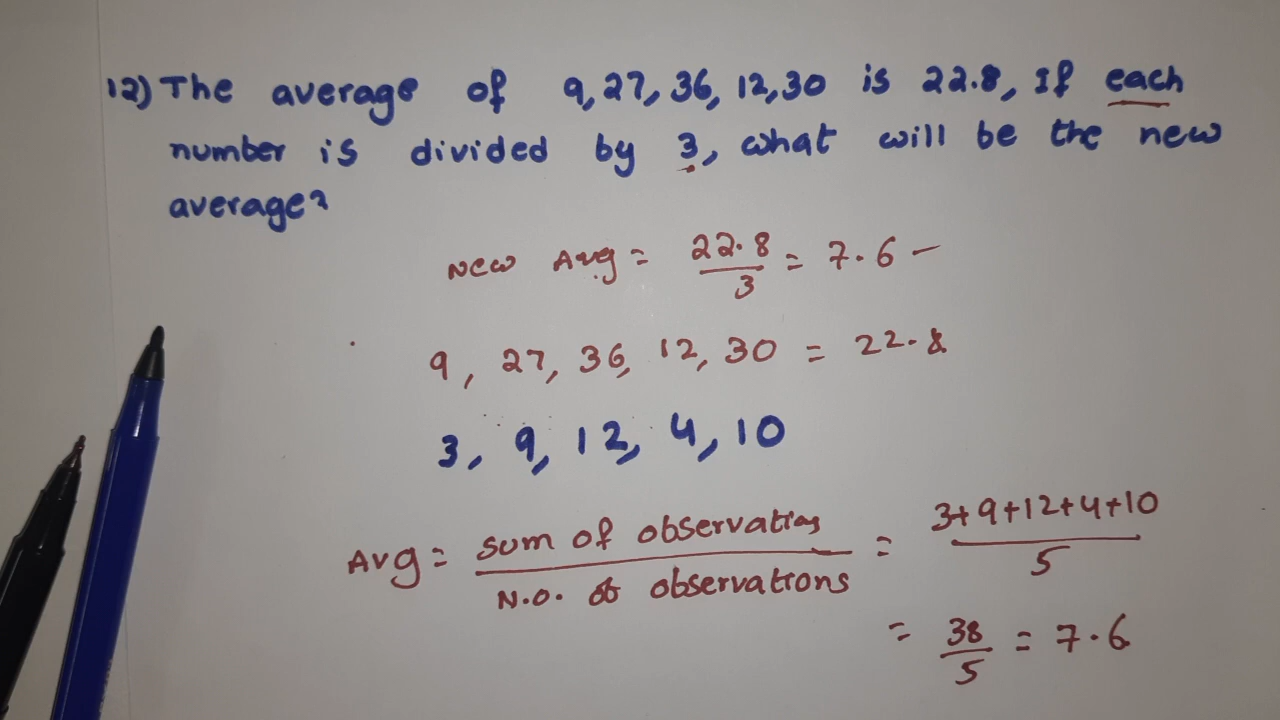 12) The average of 9, 27, 36, 12, 30 is 22.8, If each
number is divided by 3, what will be the new
average?
New Avg = 22.8/3 = 7.6 -
9, 27, 36, 12, 30 = 22.8
3, 9, 12, 4, 10
Avg = sum of observations/N.O. of observations = 3+9+12+4+10/5
= 38/5 = 7.6